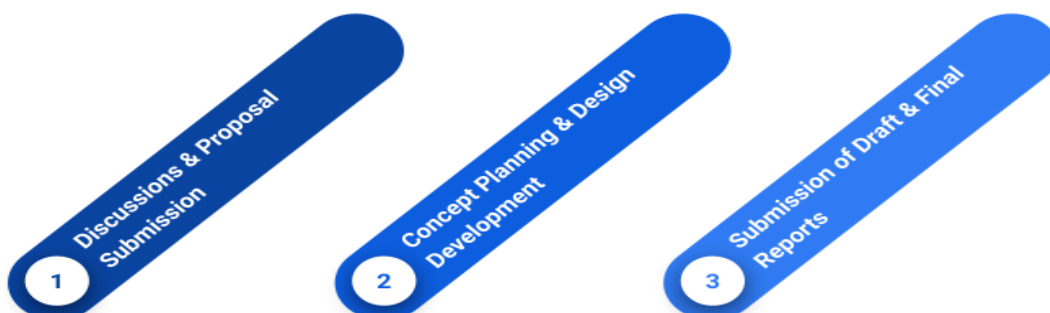 1
Discussions & Proposal
Submission
2
Concept Planning & Design
Development
3
Submission of Draft & Final
Reports